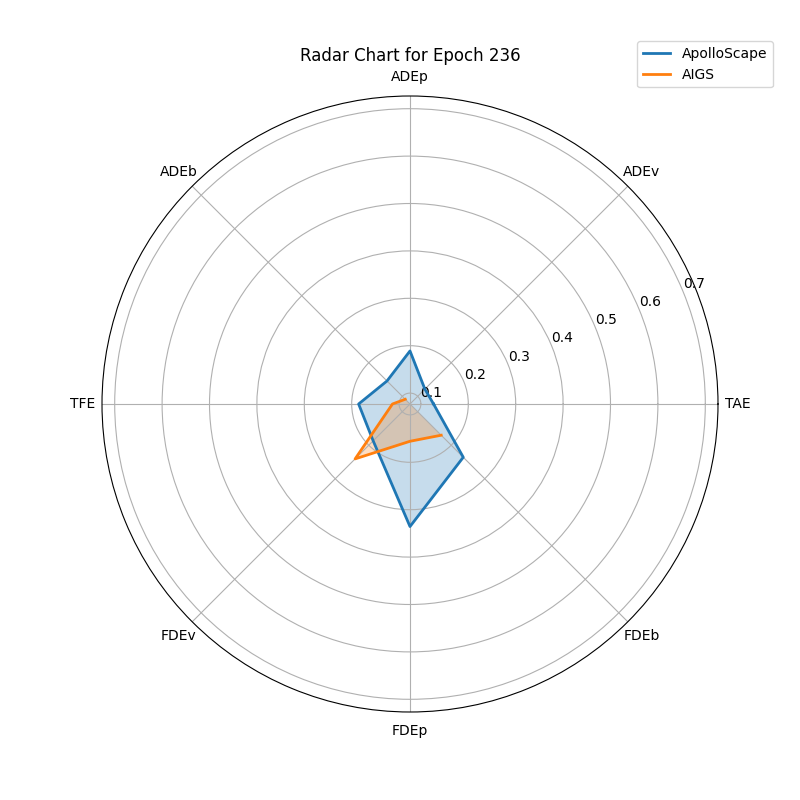 Radar Chart for Epoch 236
ApolloScape
AIGS
ADEp
ADEb
ADEv
0.7
0.6
0.5
0.4
0.3
0.2
0.1
TFE
TAE
FDEv
FDEb
FDEp